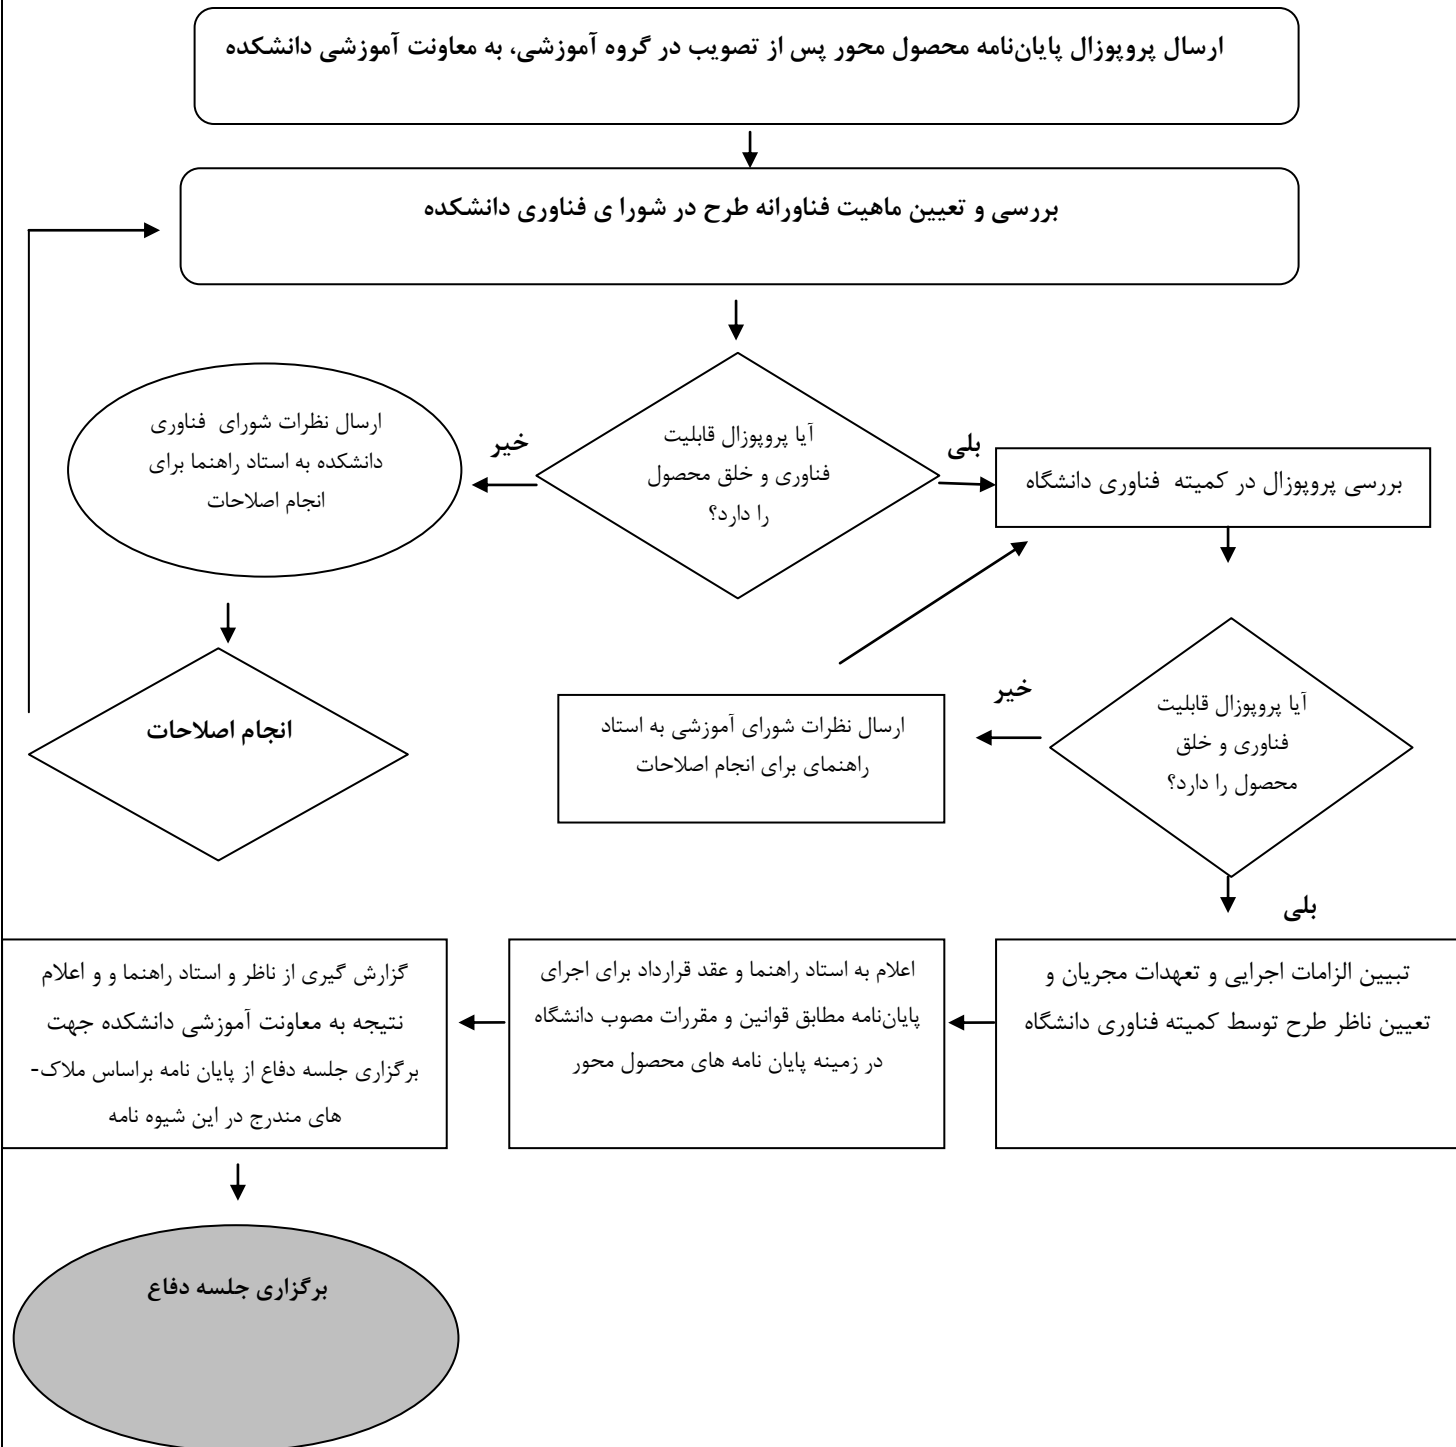 ارسال پروپوزال پایان‌نامه محصول محور پس از تصویب در گروه آموزشی، به معاونت آموزشی دانشکده
بررسی و تعیین ماهیت فناورانه طرح در شورا ی فناوری دانشکده
آیا پروپوزال قابلیت
فناوری و خلق محصول
را دارد؟
بلی
خیر
بررسی پروپوزال در کمیته فناوری دانشگاه
ارسال نظرات شورای فناوری
دانشکده به استاد راهنما برای
انجام اصلاحات
انجام اصلاحات
آیا پروپوزال قابلیت
فناوری و خلق
محصول را دارد؟
خیر
ارسال نظرات شورای آموزشی به استاد
راهنمای برای انجام اصلاحات
بلی
تبیین الزامات اجرایی و تعهدات مجریان و
تعیین ناظر طرح توسط کمیته فناوری دانشگاه
اعلام به استاد راهنما و عقد قرارداد برای اجرای
پایان‌نامه مطابق قوانین و مقررات مصوب دانشگاه
در زمینه پایان نامه های محصول محور
گزارش گیری از ناظر و استاد راهنما و و اعلام
نتیجه به معاونت آموزشی دانشکده جهت
برگزاری جلسه دفاع از پایان نامه براساس ملاک-
های مندرج در این شیوه نامه
برگزاری جلسه دفاع